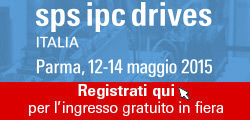 sps ipc drives
ITALIA
Parma, 12-14 maggio 2015
Registrati qui
per l'ingresso gratuito in fiera